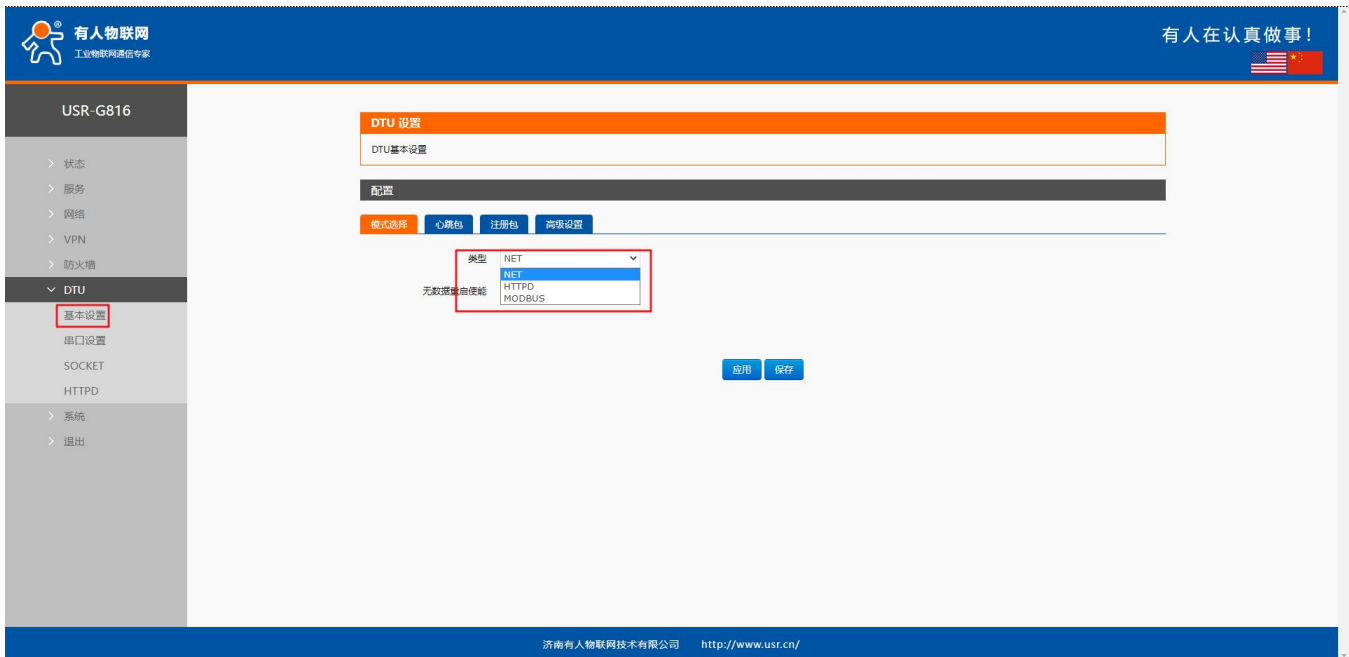 有人物联网
工业物联网通信专家
有人在认真做事!
USR-G816
状态
服务
网络
VPN
防火墙
DTU
基本设置
串口设置
SOCKET
HTTPD
系统
退出
DTU 设置
DTU基本设置
配置
模式选择 心跳包 注册包 高级设置
类型 NET
NET
HTTPD
MODBUS
无数据重启使能
应用 保存
济南有人物联网技术有限公司 http://www.usr.cn/